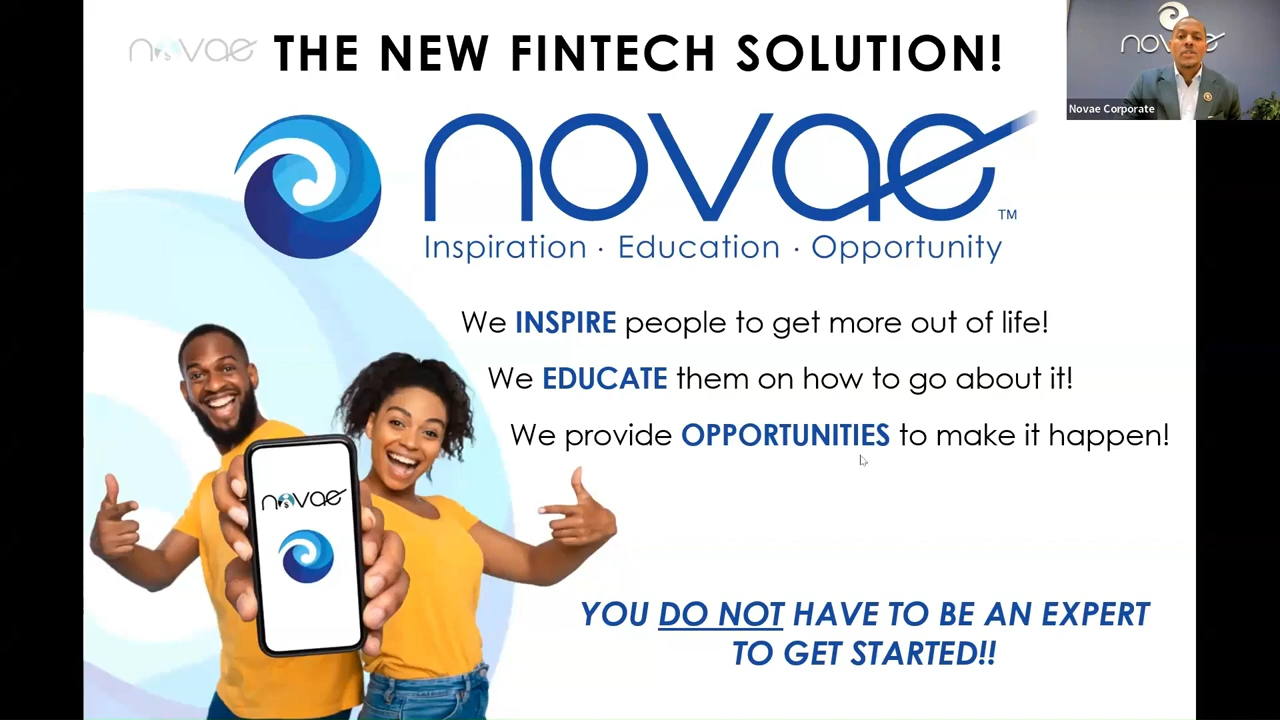 novae
THE NEW FINTECH SOLUTION!
novae
Novae Corporate
novae™
Inspiration · Education · Opportunity
We INSPIRE people to get more out of life!
We EDUCATE them on how to go about it!
We provide OPPORTUNITIES to make it happen!
novae
YOU DO NOT HAVE TO BE AN EXPERT
TO GET STARTED!!